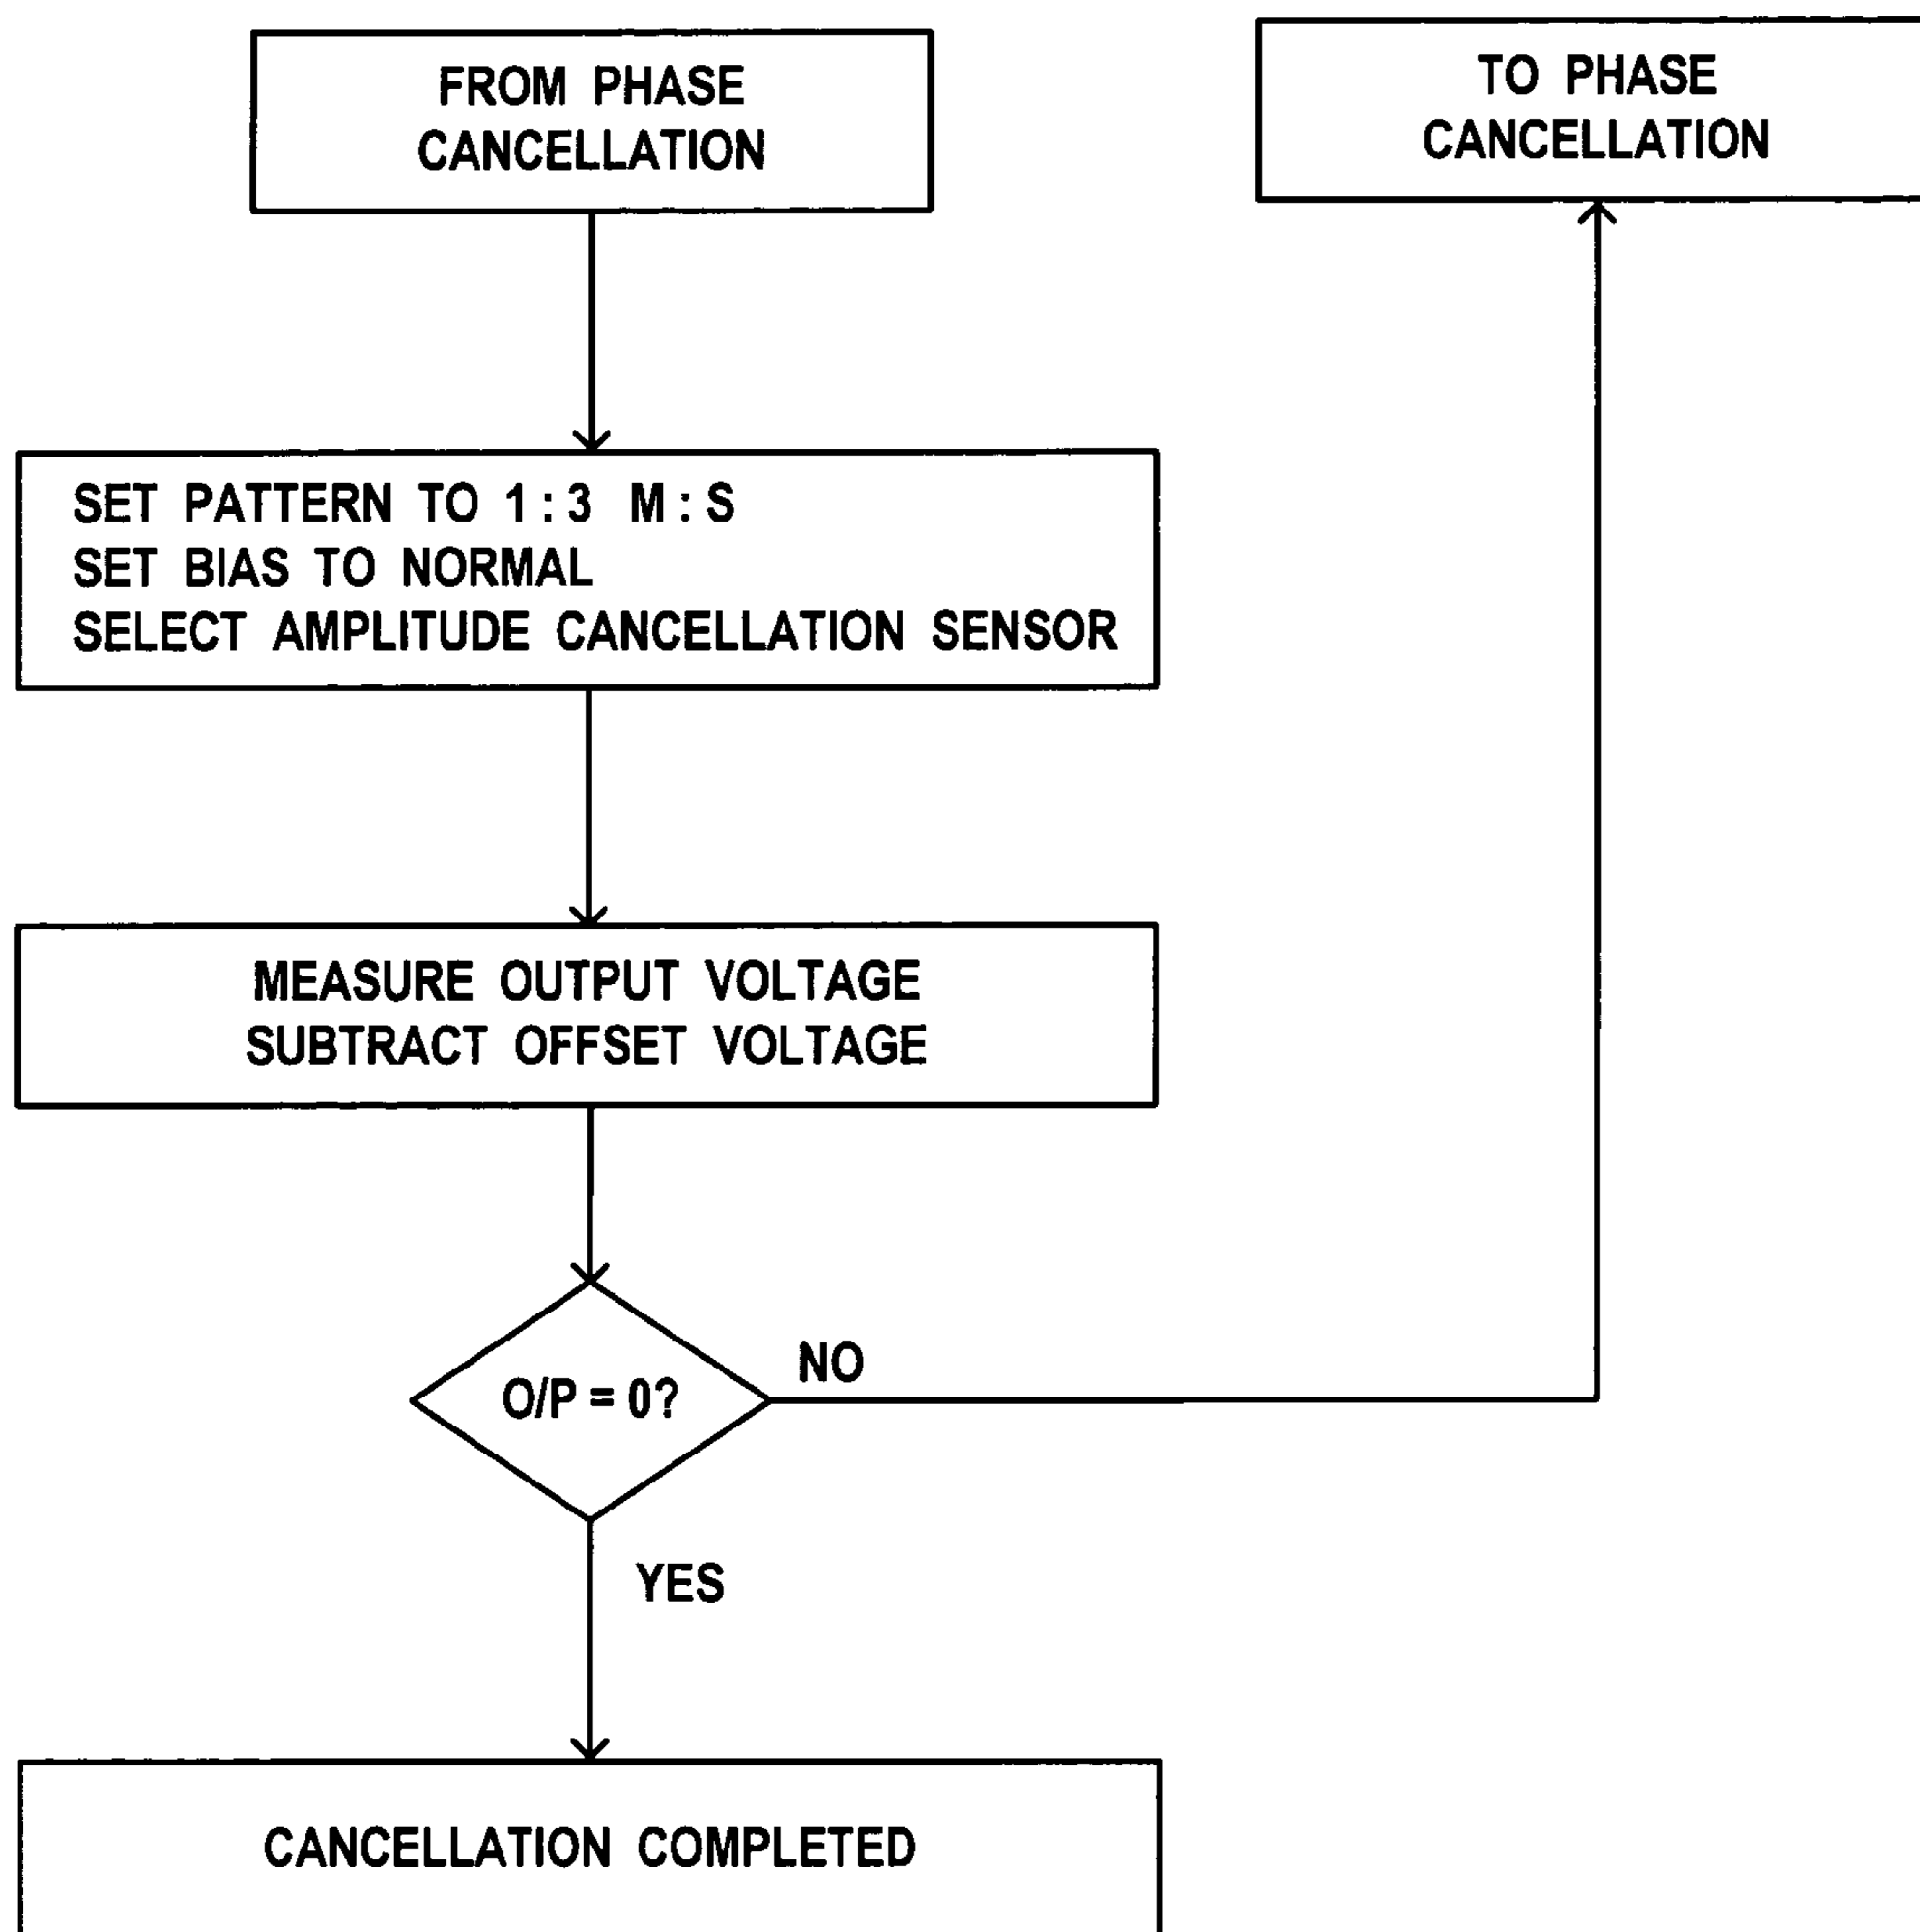 FROM PHASE
CANCELLATION
TO PHASE
CANCELLATION
SET PATTERN TO 1:3 M:S
SET BIAS TO NORMAL
SELECT AMPLITUDE CANCELLATION SENSOR
MEASURE OUTPUT VOLTAGE
SUBTRACT OFFSET VOLTAGE
O/P = 0?
NO
YES
CANCELLATION COMPLETED